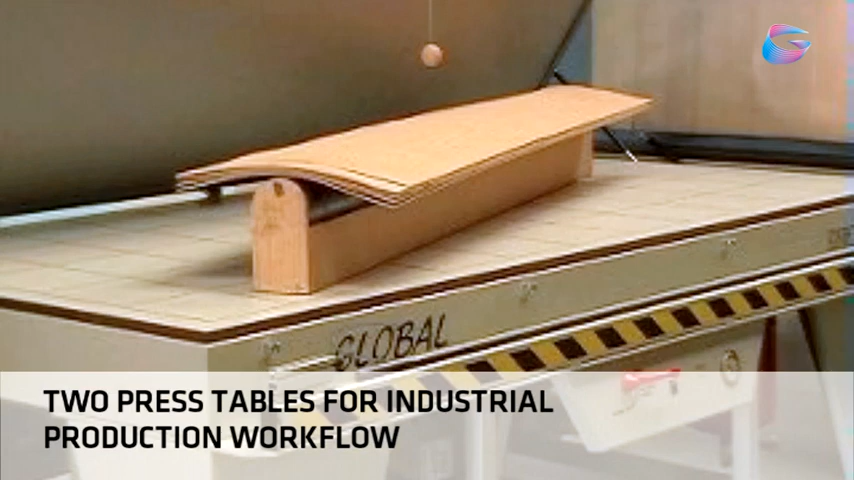 GLOBAL
TWO PRESS TABLES FOR INDUSTRIAL
PRODUCTION WORKFLOW